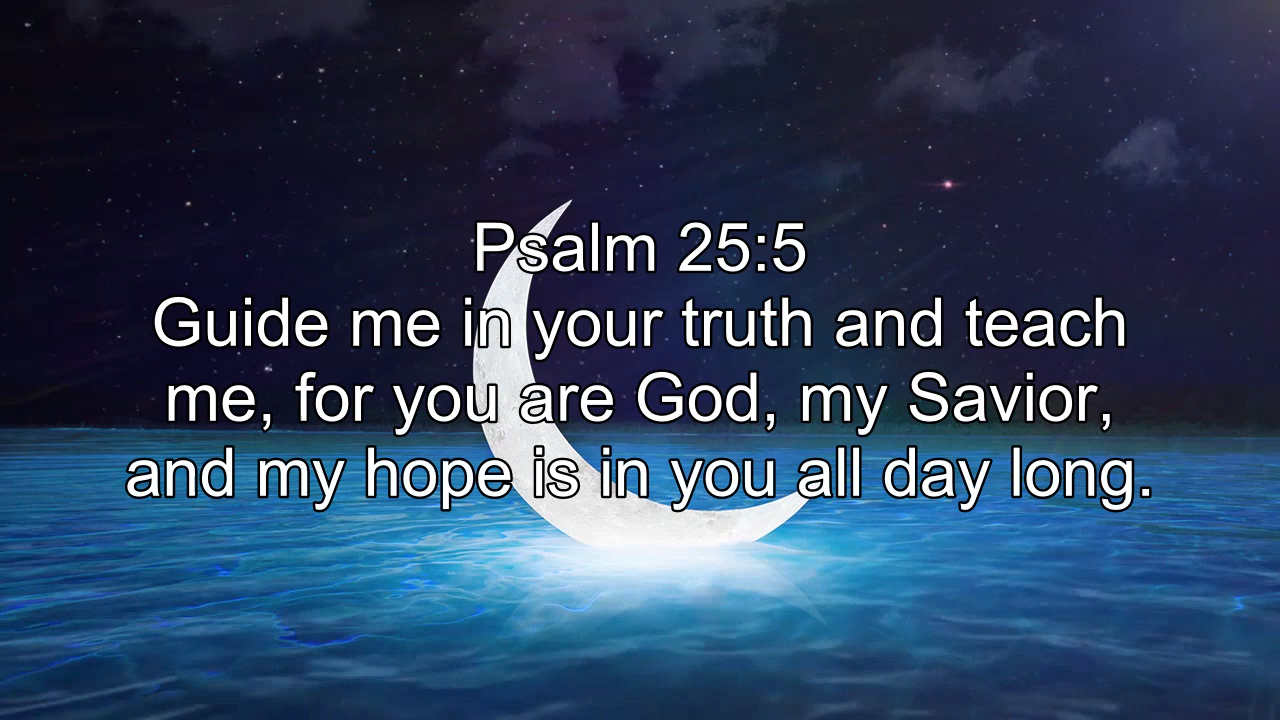 Psalm 25:5
Guide me in your truth and teach
me, for you are God, my Savior,
and my hope is in you all day long.